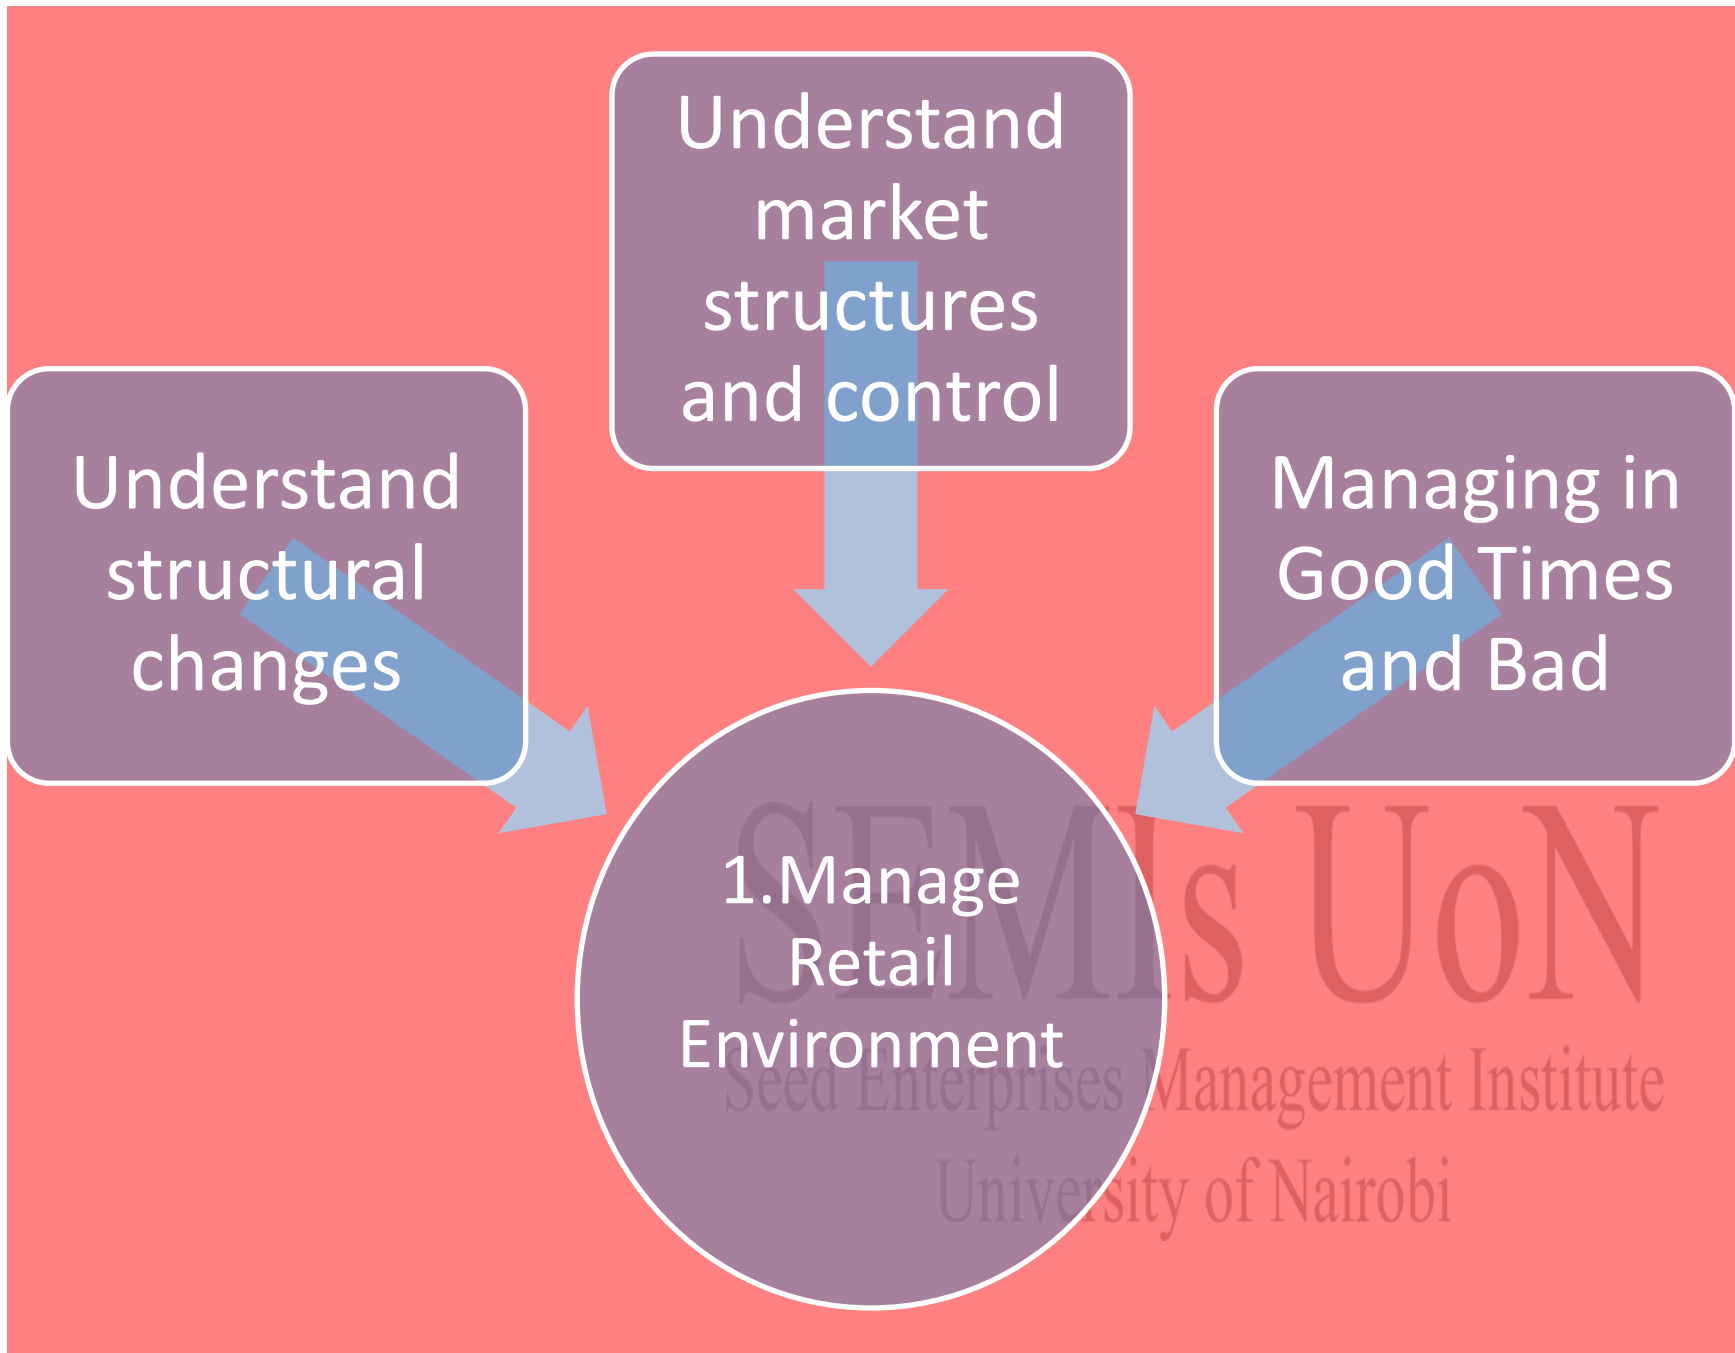 Understand
market
structures
and control
Understand
structural
changes
Managing in
Good Times
and Bad
1.Manage
Retail
Environment
SEMIs UoN
Seed Enterprises Management Institute
University of Nairobi